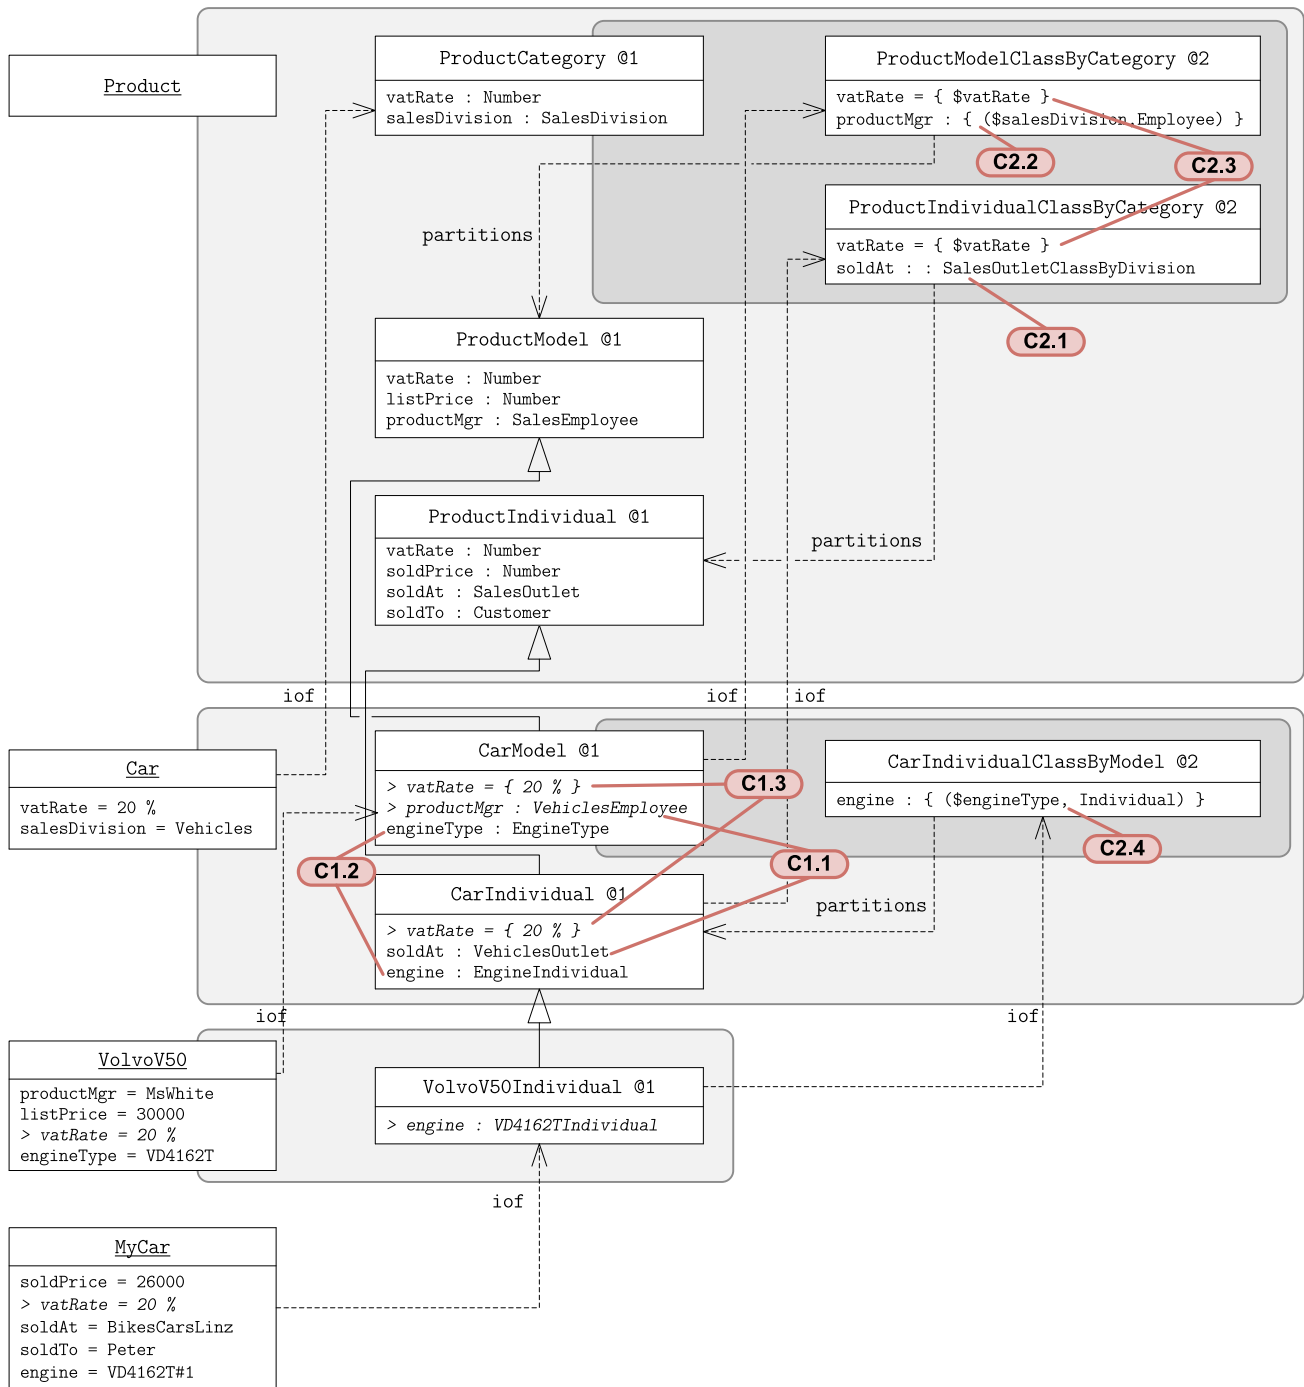 Product
ProductCategory @1
vatRate : Number
salesDivision : SalesDivision
ProductModelClassByCategory @2
vatRate = { $vatRate }
productMgr : { ($salesDivision,Employee) }
C2.2
C2.3
ProductIndividualClassByCategory @2
vatRate = { $vatRate }
soldAt : : SalesOutletClassByDivision
C2.1
partitions
ProductModel @1
vatRate : Number
listPrice : Number
productMgr : SalesEmployee
ProductIndividual @1
vatRate : Number
soldPrice : Number
soldAt : SalesOutlet
soldTo : Customer
partitions
iof
iof
iof
Car
vatRate = 20 %
salesDivision = Vehicles
CarModel @1
> vatRate = { 20 % }
> productMgr : VehiclesEmployee
engineType : EngineType
C1.3
CarIndividualClassByModel @2
engine : { ($engineType, Individual) }
C2.4
C1.2
C1.1
CarIndividual @1
> vatRate = { 20 % }
soldAt : VehiclesOutlet
engine : EngineIndividual
partitions
iof
iof
VolvoV50
productMgr = MsWhite
listPrice = 30000
> vatRate = 20 %
engineType = VD4162T
VolvoV50Individual @1
> engine : VD4162TIndividual
iof
MyCar
soldPrice = 26000
> vatRate = 20 %
soldAt = BikesCarsLinz
soldTo = Peter
engine = VD4162T#1